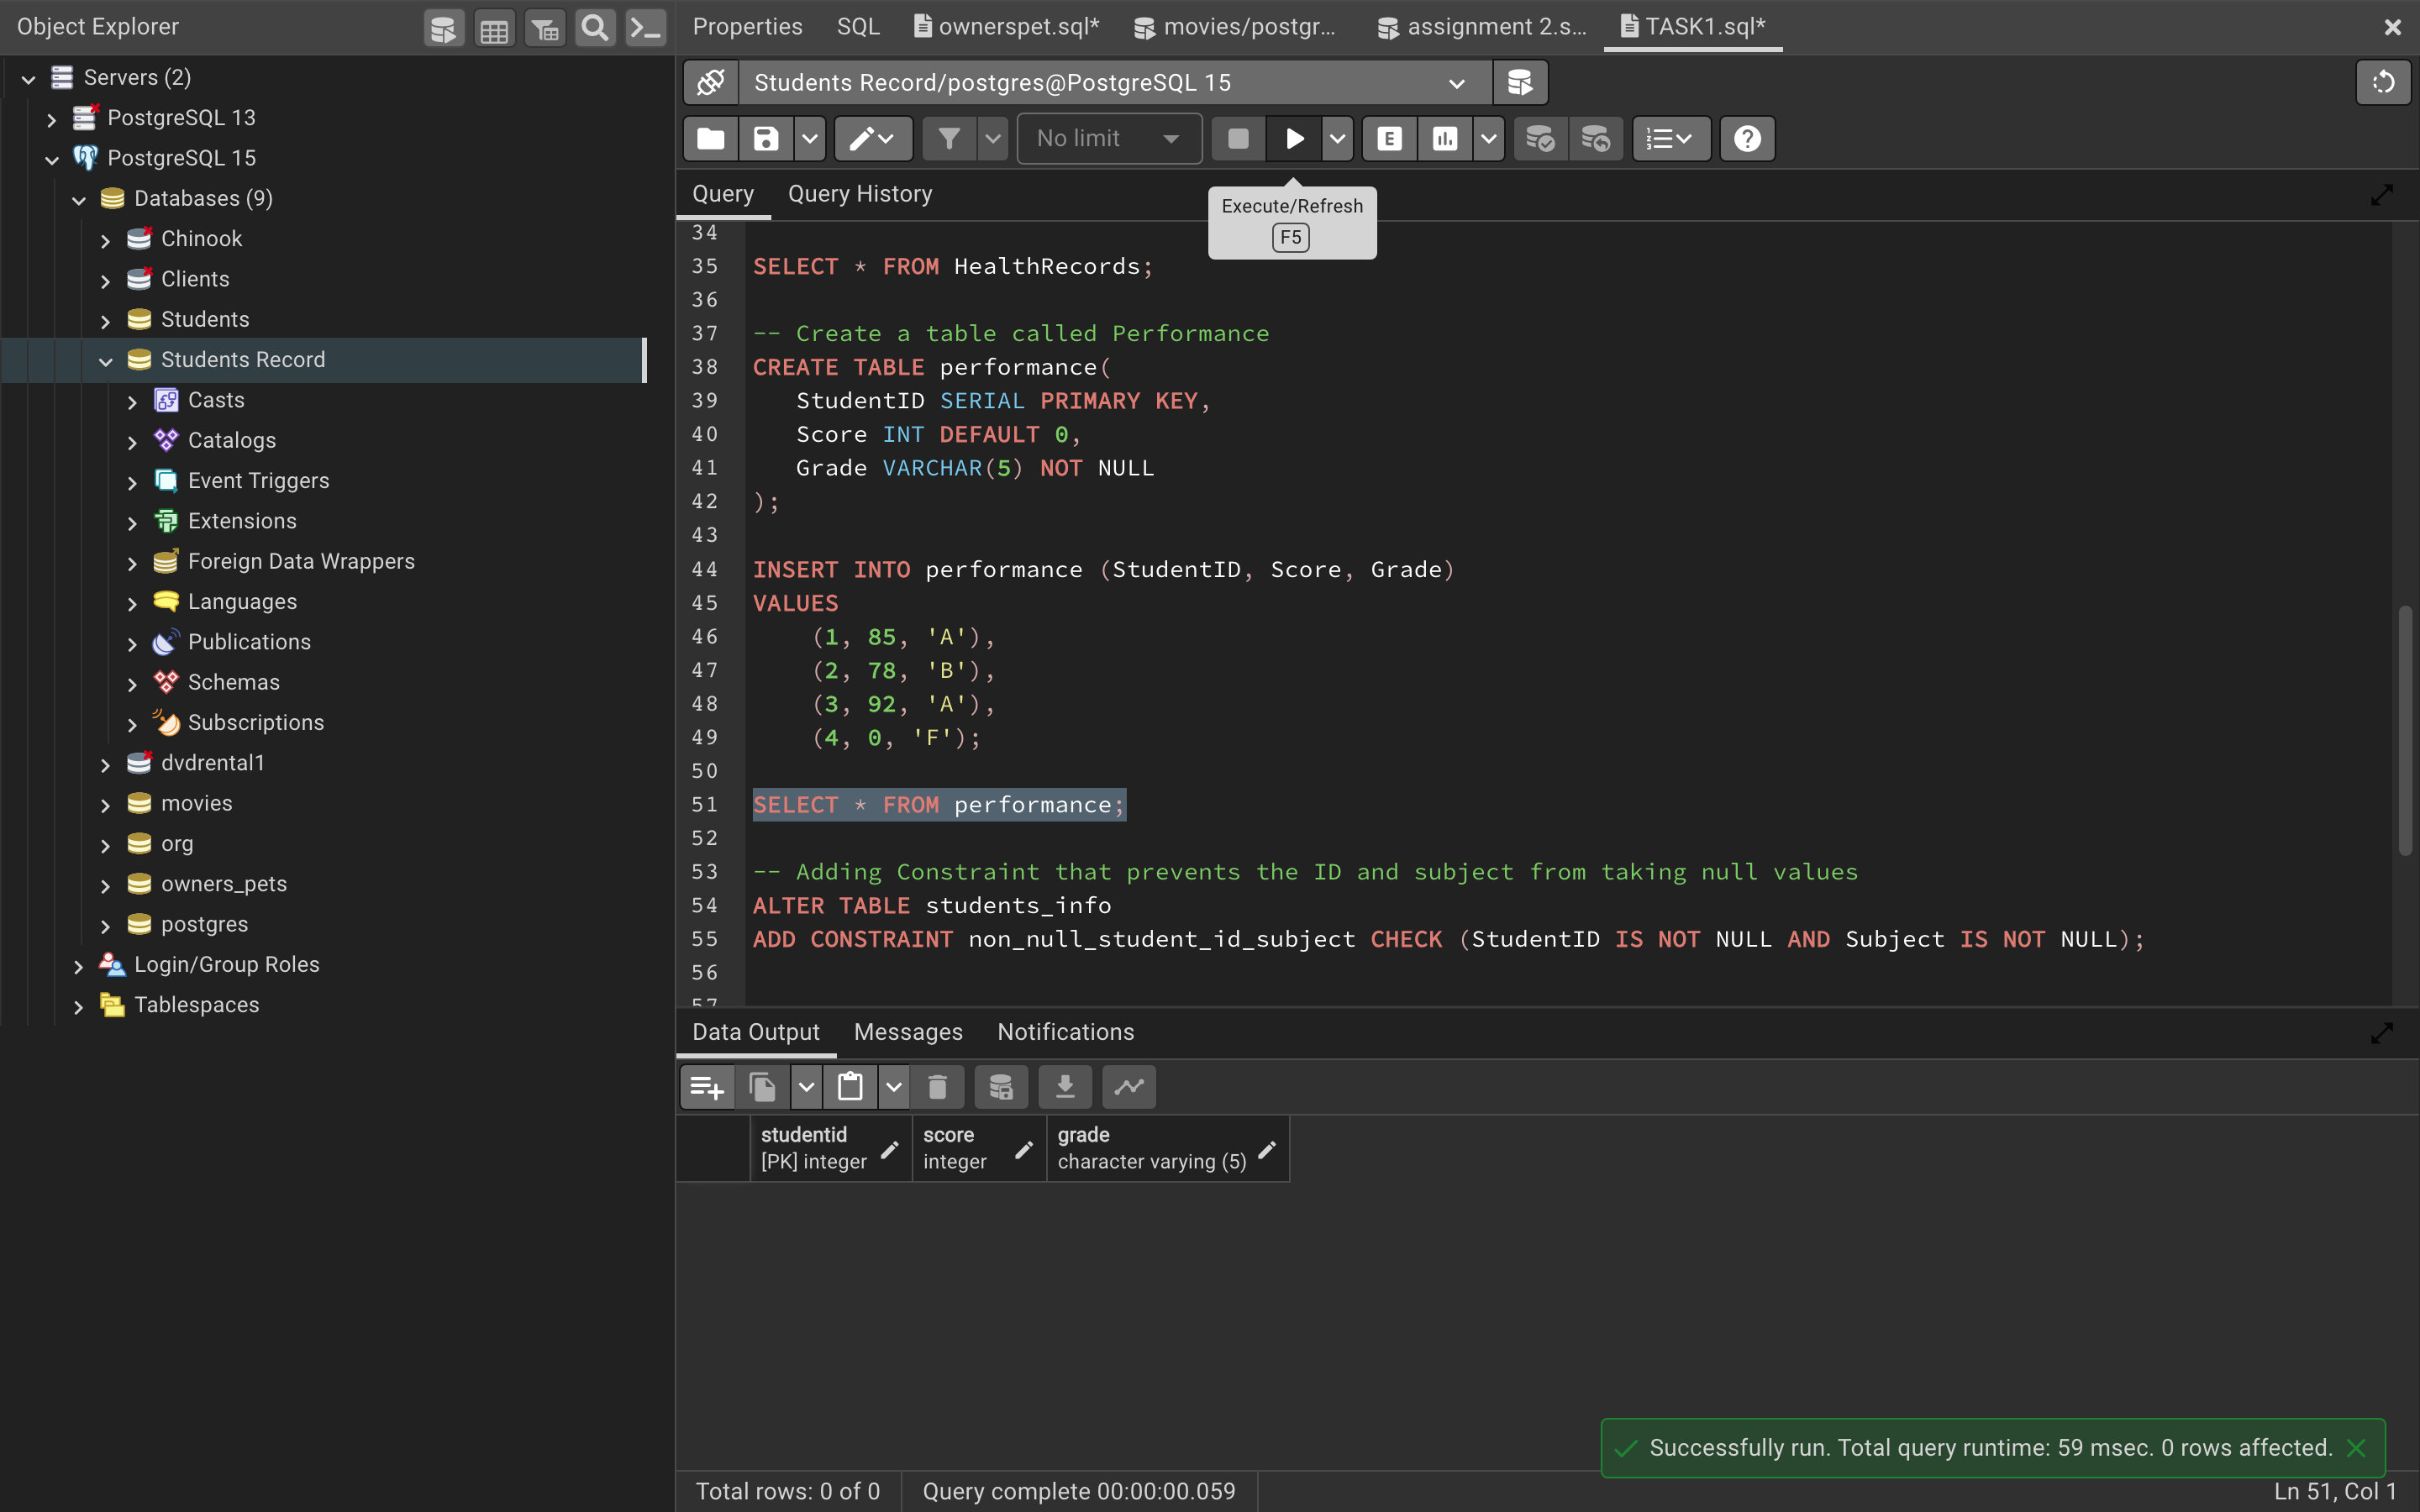 Object Explorer
Servers (2)
PostgreSQL 13
PostgreSQL 15
Databases (9)
Chinook
Clients
Students
Students Record
Casts
Catalogs
Event Triggers
Extensions
Foreign Data Wrappers
Languages
Publications
Schemas
Subscriptions
dvdrental1
movies
org
owners_pets
postgres
Login/Group Roles
Tablespaces
Properties SQL ownerspet.sql* movies/postgr... assignment 2.s... TASK1.sql*
Students Record/postgres@PostgreSQL 15
No limit E
Query Query History
Execute/Refresh
F5
34
35 SELECT * FROM HealthRecords;
36
37 -- Create a table called Performance
38 CREATE TABLE performance(
39 StudentID SERIAL PRIMARY KEY,
40 Score INT DEFAULT 0,
41 Grade VARCHAR(5) NOT NULL
42 );
43
44 INSERT INTO performance (StudentID, Score, Grade)
45 VALUES
46 (1, 85, 'A'),
47 (2, 78, 'B'),
48 (3, 92, 'A'),
49 (4, 0, 'F');
50
51 SELECT * FROM performance;
52
53 -- Adding Constraint that prevents the ID and subject from taking null values
54 ALTER TABLE students_info
55 ADD CONSTRAINT non_null_student_id_subject CHECK (StudentID IS NOT NULL AND Subject IS NOT NULL);
56
57
Data Output Messages Notifications
studentid score grade
[PK] integer integer character varying (5)
Successfully run. Total query runtime: 59 msec. 0 rows affected.
Total rows: 0 of 0 Query complete 00:00:00.059 Ln 51, Col 1